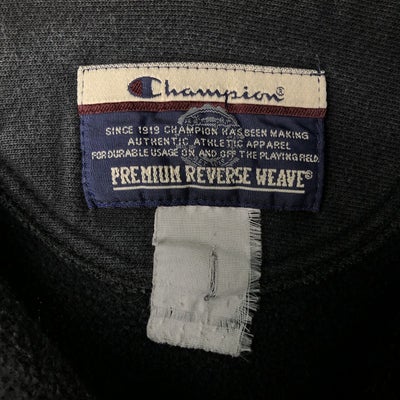 Champion®
SINCE 1919 CHAMPION HAS BEEN MAKING
AUTHENTIC ATHLETIC APPAREL
FOR DURABLE USAGE ON AND OFF THE PLAYING FIELD.
PREMIUM REVERSE WEAVE®